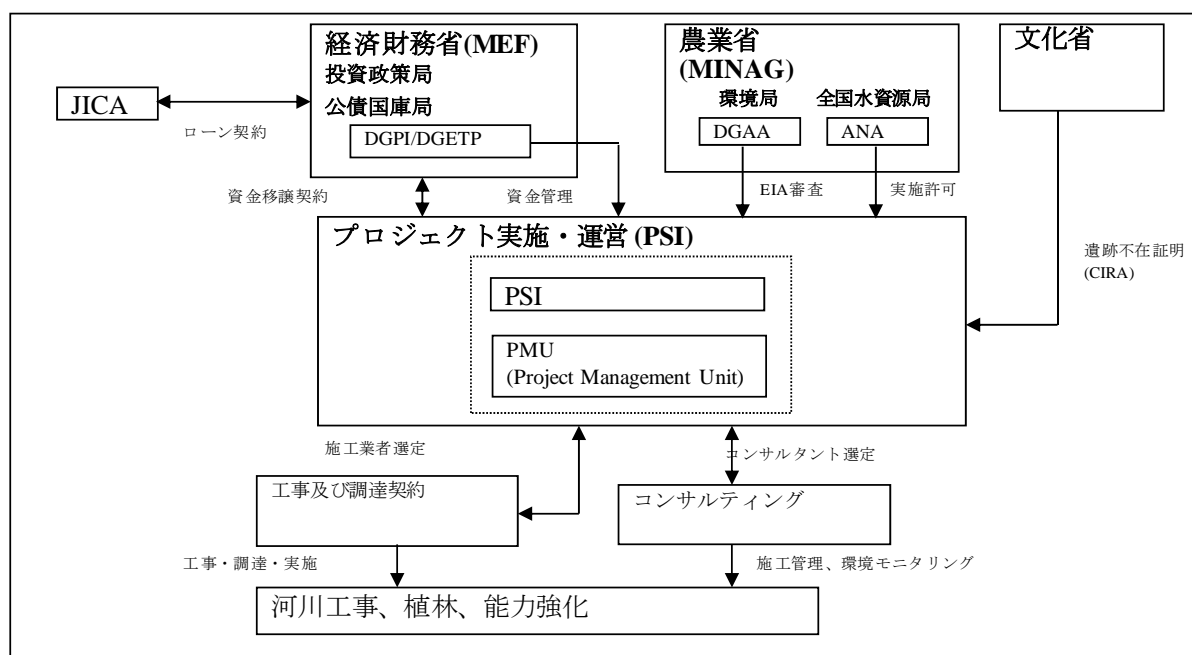 経済財務省(MEF)
投資政策局
公債国庫局
DGPI/DGETP
農業省
(MINAG)
環境局
全国水資源局
DGAA
ANA
文化省
JICA
ローン契約
資金移譲契約
資金管理
EIA審査
実施許可
プロジェクト実施・運営 (PSI)
PSI
PMU
(Project Management Unit)
遺跡不在証明
(CIRA)
施工業者選定
コンサルタント選定
工事及び調達契約
コンサルティング
工事・調達・実施
施工管理、環境モニタリング
河川工事、植林、能力強化